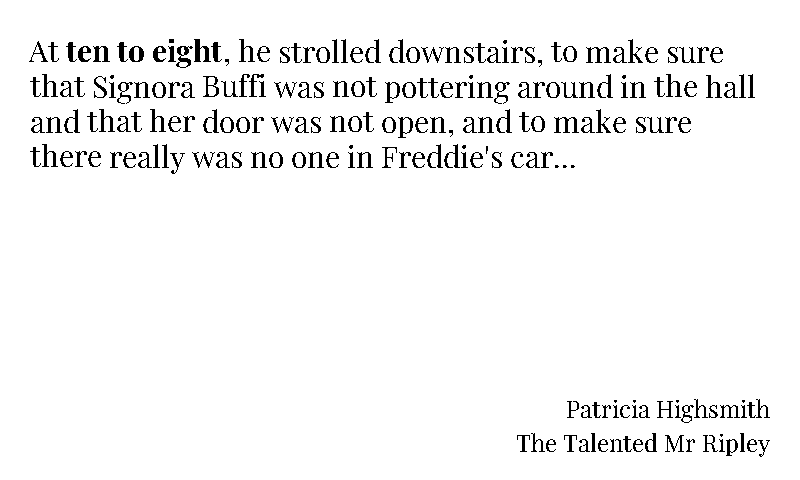 At ten to eight, he strolled downstairs, to make sure
that Signora Buffi was not pottering around in the hall
and that her door was not open, and to make sure
there really was no one in Freddie's car...
Patricia Highsmith
The Talented Mr Ripley